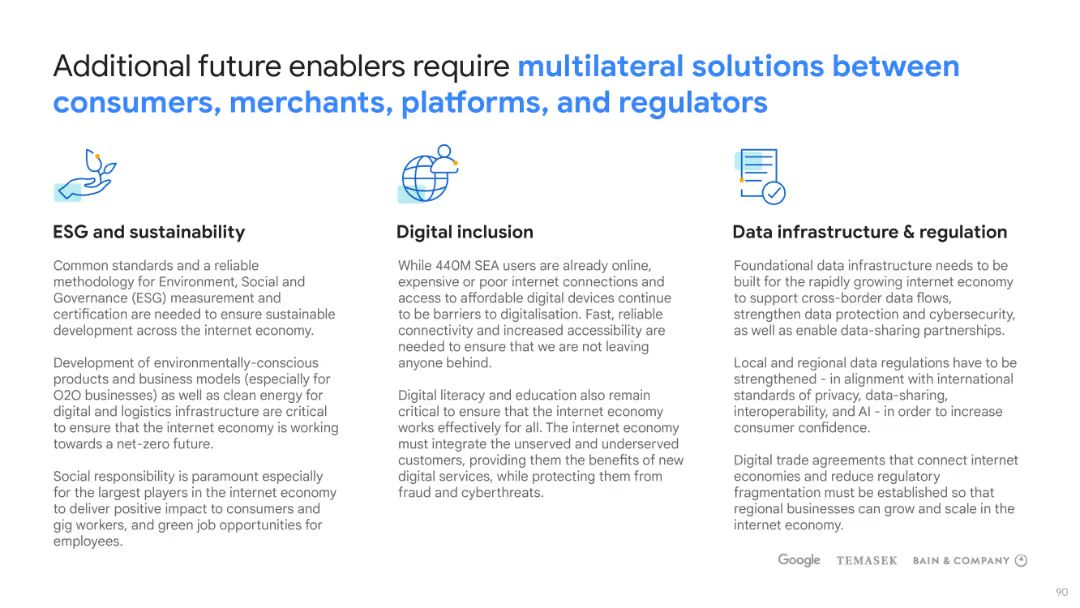 Additional future enablers require multilateral solutions between
consumers, merchants, platforms, and regulators
ESG and sustainability
Common standards and a reliable
methodology for Environment, Social and
Governance (ESG) measurement and
certification are needed to ensure sustainable
development across the internet economy.
Development of environmentally-conscious
products and business models (especially for
O2O businesses) as well as clean energy for
digital and logistics infrastructure are critical
to ensure that the internet economy is working
towards a net-zero future.
Social responsibility is paramount especially
for the largest players in the internet economy
to deliver positive impact to consumers and
gig workers, and green job opportunities for
employees.
Digital inclusion
While 440M SEA users are already online,
expensive or poor internet connections and
access to affordable digital devices continue
to be barriers to digitalisation. Fast, reliable
connectivity and increased accessibility are
needed to ensure that we are not leaving
anyone behind.
Digital literacy and education also remain
critical to ensure that the internet economy
works effectively for all. The internet economy
must integrate the unserved and underserved
customers, providing them the benefits of new
digital services, while protecting them from
fraud and cyberthreats.
Data infrastructure & regulation
Foundational data infrastructure needs to be
built for the rapidly growing internet economy
to support cross-border data flows,
strengthen data protection and cybersecurity,
as well as enable data-sharing partnerships.
Local and regional data regulations have to be
strengthened - in alignment with international
standards of privacy, data-sharing,
interoperability, and AI - in order to increase
consumer confidence.
Digital trade agreements that connect internet
economies and reduce regulatory
fragmentation must be established so that
regional businesses can grow and scale in the
internet economy.
Google TEMASEK BAIN & COMPANY
90